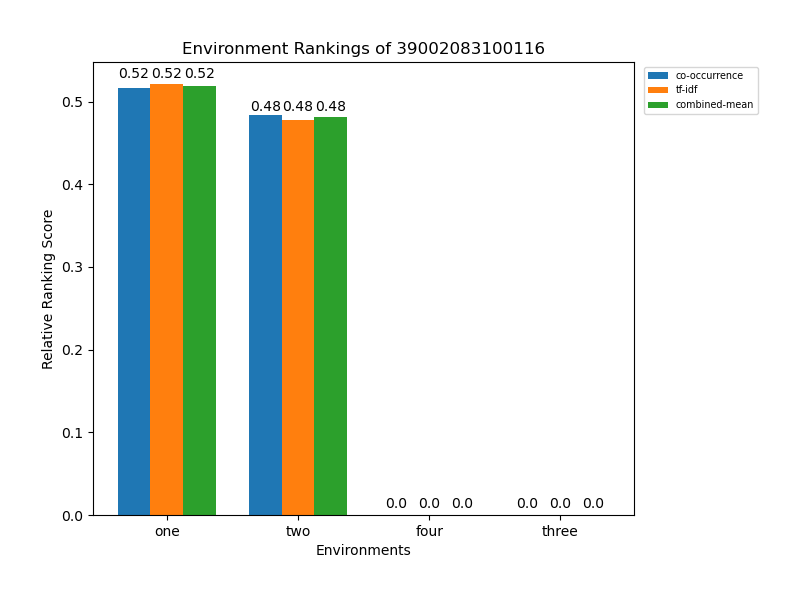 Environment Rankings of 39002083100116
co-occurrence
tf-idf
combined-mean
0.52 0.52 0.52
0.48 0.48 0.48
0.0 0.0 0.0 0.0 0.0 0.0
0.5
0.4
0.3
0.2
0.1
0.0
Relative Ranking Score
one two four three
Environments